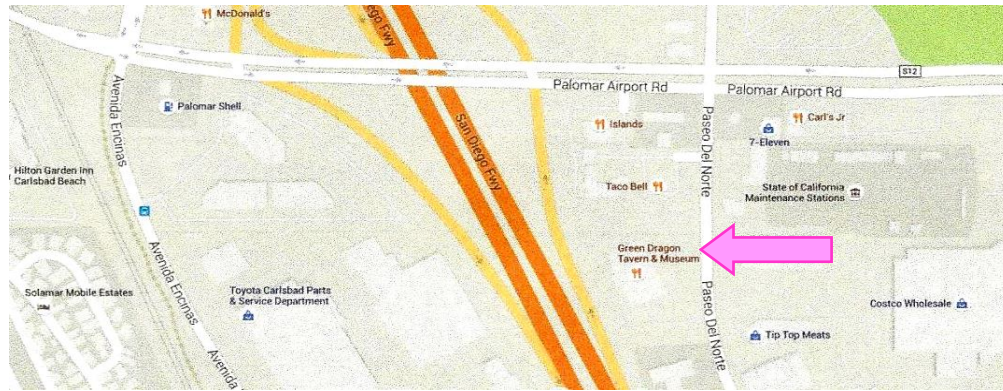 McDonald's
Diego Fwy
S12
Palomar Airport Rd
Palomar Airport Rd
Avenida Encinas
Palomar Shell
San Diego Fwy
Islands
Paseo Del Norte
Carl's Jr
7-Eleven
Hilton Garden Inn
Carlsbad Beach
Taco Bell
State of California
Maintenance Stations
Avenida Encinas
Green Dragon
Tavern & Museum
Solamar Mobile Estates
Toyota Carlsbad Parts
& Service Department
Paseo Del Norte
Costco Wholesale
Tip Top Meats
Avenida